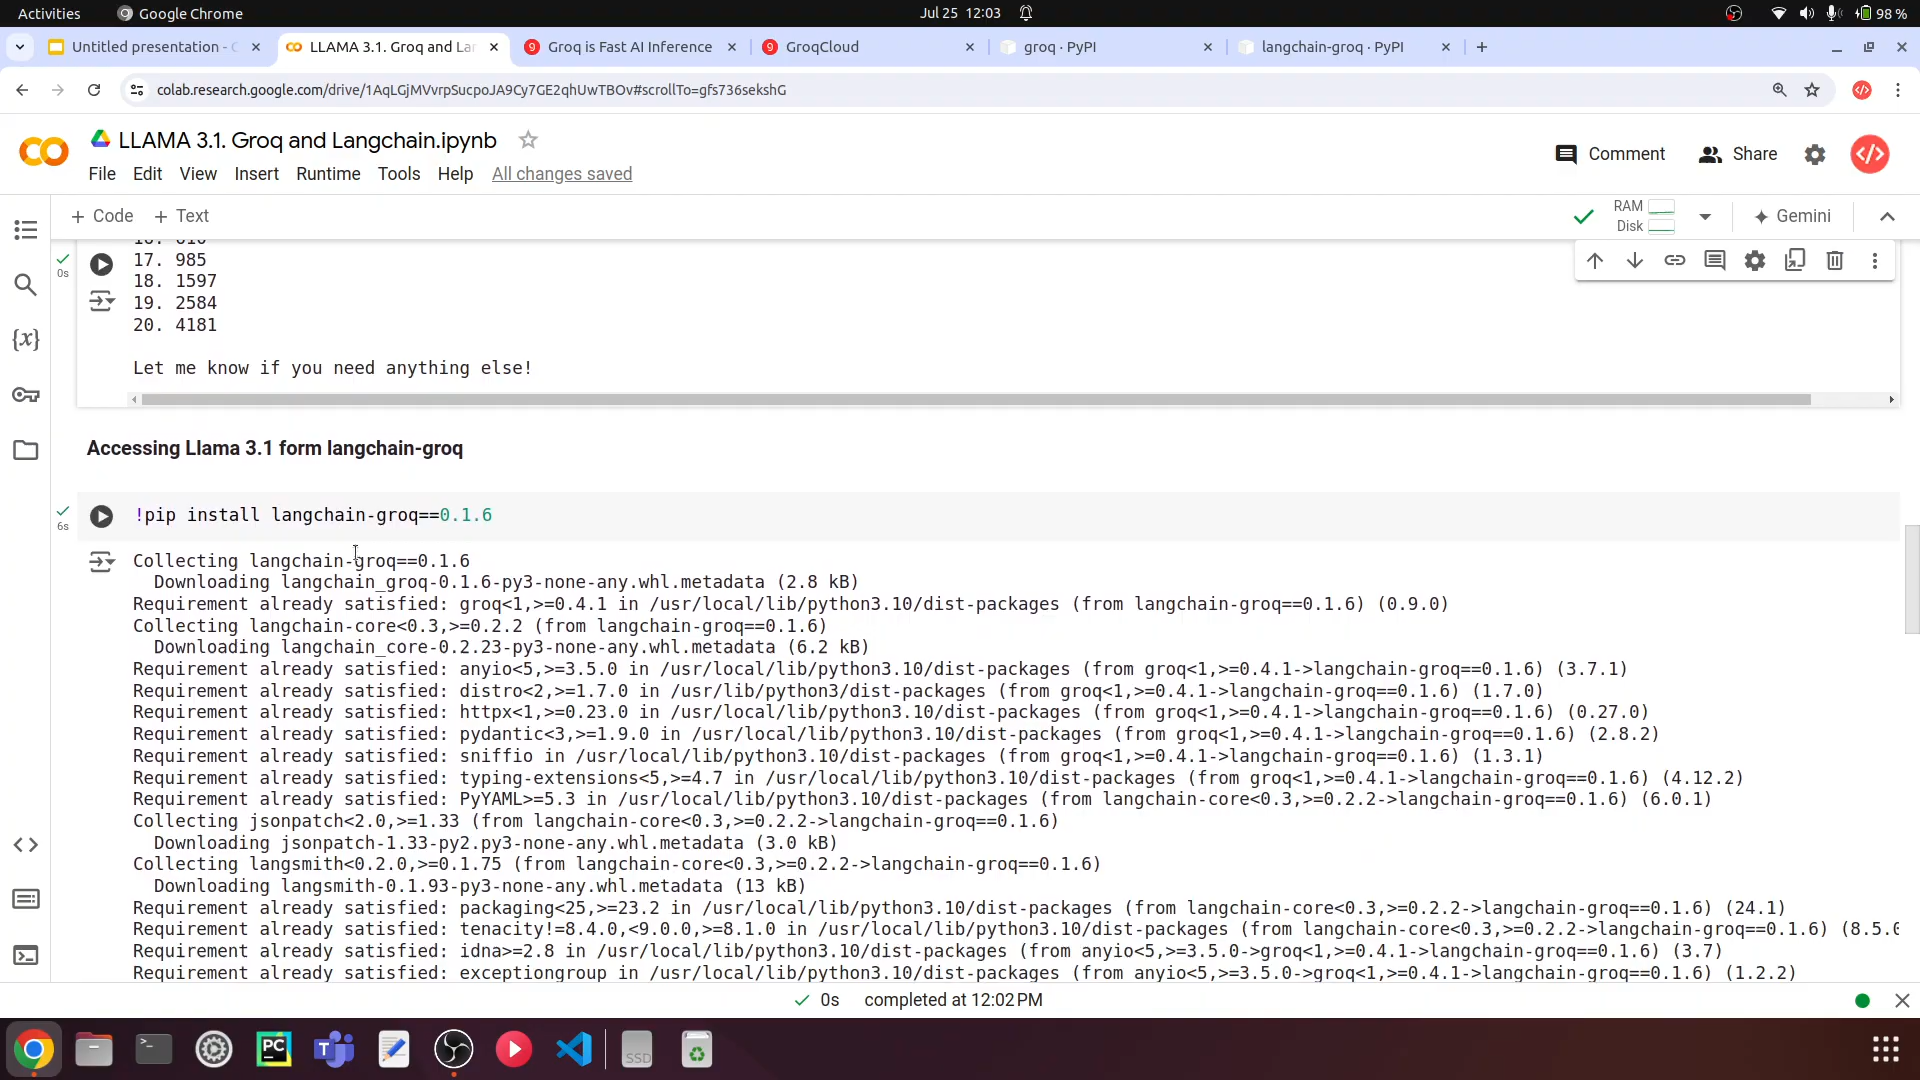 Activities
Google Chrome
Jul 25 12:03
98 %
Untitled presentation -
LLAMA 3.1. Groq and La
Groq is Fast AI Inference
GroqCloud
groq · PyPI
langchain-groq · PyPI
colab.research.google.com/drive/1AqLGjMVvrpSucpoJA9Cy7GE2qhUwTBOv#scrollTo=gfs736sekshG
LLAMA 3.1. Groq and Langchain.ipynb
Comment
Share
File Edit View Insert Runtime Tools Help All changes saved
+ Code + Text
RAM
Disk
Gemini
0s
17. 985
18. 1597
19. 2584
20. 4181
Let me know if you need anything else!
Accessing Llama 3.1 form langchain-groq
6s
!pip install langchain-groq==0.1.6
Collecting langchain-groq==0.1.6
Downloading langchain_groq-0.1.6-py3-none-any.whl.metadata (2.8 kB)
Requirement already satisfied: groq<1,>=0.4.1 in /usr/local/lib/python3.10/dist-packages (from langchain-groq==0.1.6) (0.9.0)
Collecting langchain-core<0.3,>=0.2.2 (from langchain-groq==0.1.6)
Downloading langchain_core-0.2.23-py3-none-any.whl.metadata (6.2 kB)
Requirement already satisfied: anyio<5,>=3.5.0 in /usr/local/lib/python3.10/dist-packages (from groq<1,>=0.4.1->langchain-groq==0.1.6) (3.7.1)
Requirement already satisfied: distro<2,>=1.7.0 in /usr/lib/python3/dist-packages (from groq<1,>=0.4.1->langchain-groq==0.1.6) (1.7.0)
Requirement already satisfied: httpx<1,>=0.23.0 in /usr/local/lib/python3.10/dist-packages (from groq<1,>=0.4.1->langchain-groq==0.1.6) (0.27.0)
Requirement already satisfied: pydantic<3,>=1.9.0 in /usr/local/lib/python3.10/dist-packages (from groq<1,>=0.4.1->langchain-groq==0.1.6) (2.8.2)
Requirement already satisfied: sniffio in /usr/local/lib/python3.10/dist-packages (from groq<1,>=0.4.1->langchain-groq==0.1.6) (1.3.1)
Requirement already satisfied: typing-extensions<5,>=4.7 in /usr/local/lib/python3.10/dist-packages (from groq<1,>=0.4.1->langchain-groq==0.1.6) (4.12.2)
Requirement already satisfied: PyYAML>=5.3 in /usr/local/lib/python3.10/dist-packages (from langchain-core<0.3,>=0.2.2->langchain-groq==0.1.6) (6.0.1)
Collecting jsonpatch<2.0,>=1.33 (from langchain-core<0.3,>=0.2.2->langchain-groq==0.1.6)
Downloading jsonpatch-1.33-py2.py3-none-any.whl.metadata (3.0 kB)
Collecting langsmith<0.2.0,>=0.1.75 (from langchain-core<0.3,>=0.2.2->langchain-groq==0.1.6)
Downloading langsmith-0.1.93-py3-none-any.whl.metadata (13 kB)
Requirement already satisfied: packaging<25,>=23.2 in /usr/local/lib/python3.10/dist-packages (from langchain-core<0.3,>=0.2.2->langchain-groq==0.1.6) (24.1)
Requirement already satisfied: tenacity!=8.4.0,<9.0.0,>=8.1.0 in /usr/local/lib/python3.10/dist-packages (from langchain-core<0.3,>=0.2.2->langchain-groq==0.1.6) (8.5.0
Requirement already satisfied: idna>=2.8 in /usr/local/lib/python3.10/dist-packages (from anyio<5,>=3.5.0->groq<1,>=0.4.1->langchain-groq==0.1.6) (3.7)
Requirement already satisfied: exceptiongroup in /usr/local/lib/python3.10/dist-packages (from anyio<5,>=3.5.0->groq<1,>=0.4.1->langchain-groq==0.1.6) (1.2.2)
0s completed at 12:02 PM
PC
SSD